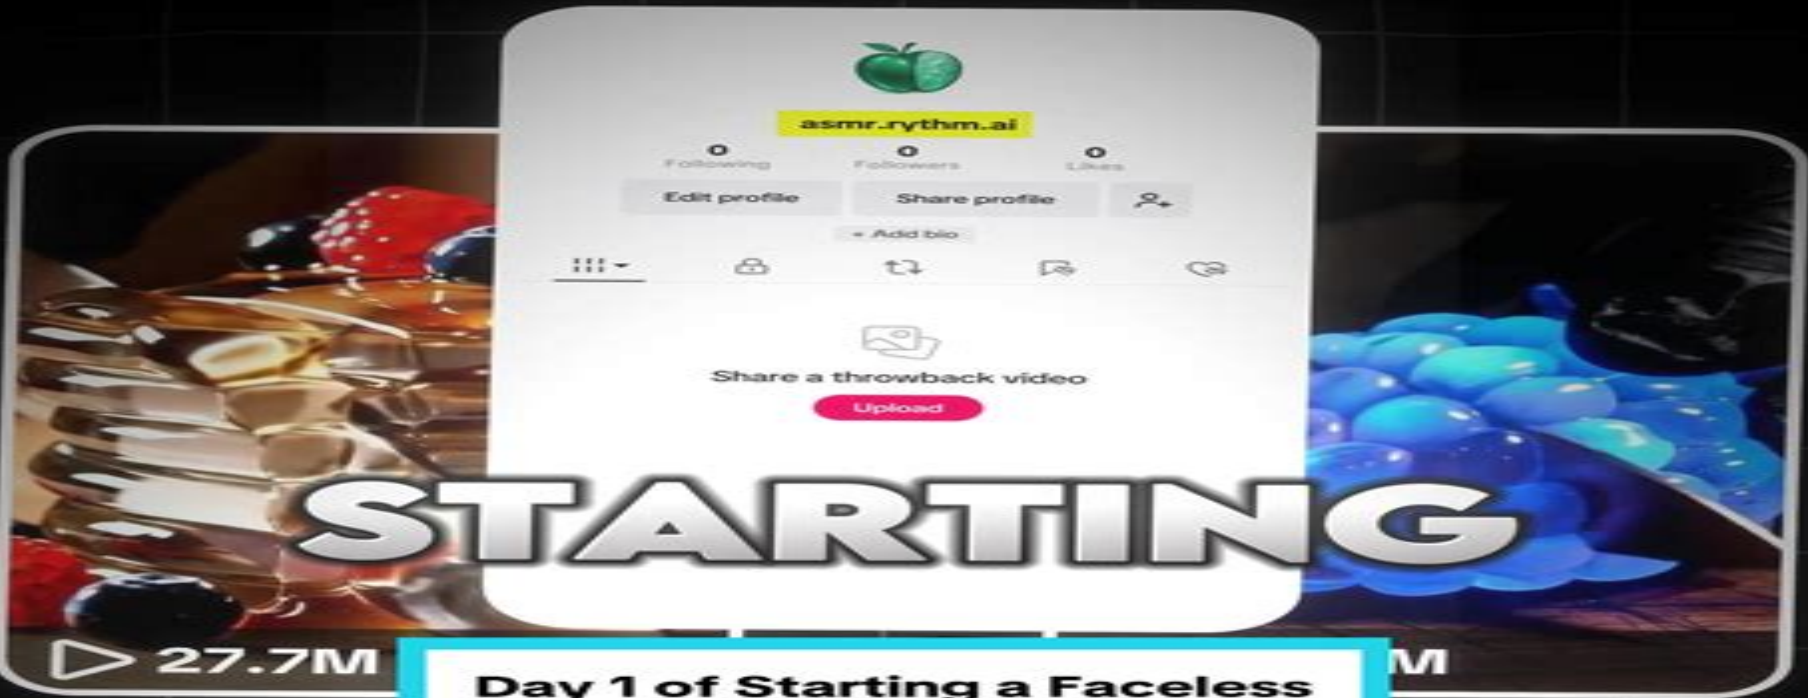 asmr.rythm.ai
0 0 0
Following Followers Likes
Edit profile Share profile
+ Add bio
Share a throwback video
Upload
STARTING
27.7M
M
Day 1 of Starting a Faceless